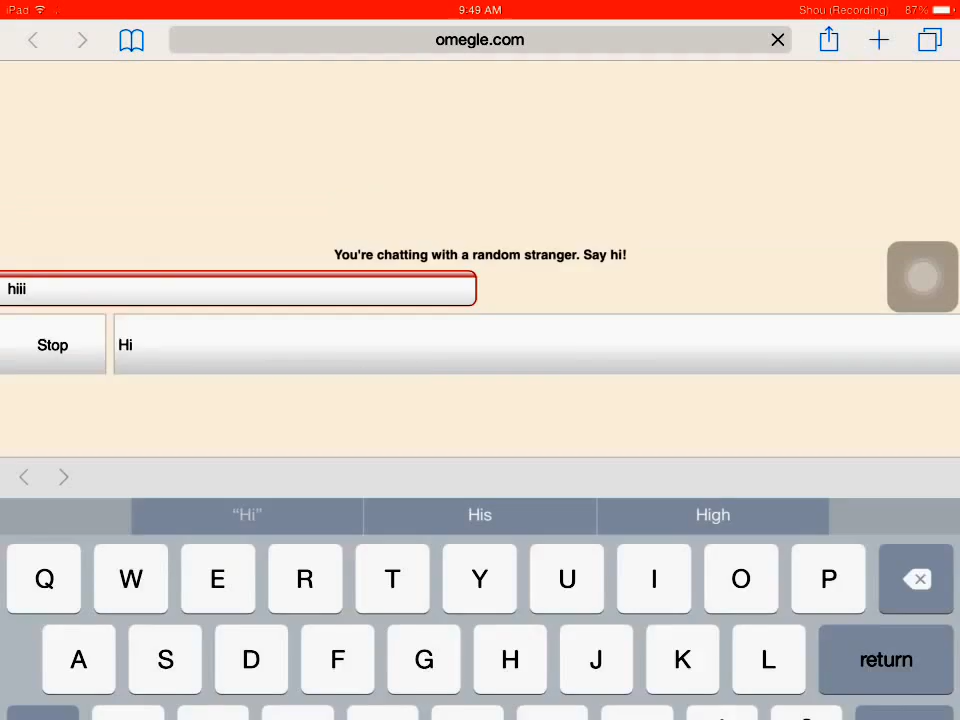 iPad 9:49 AM Shou (Recording) 87%
omegle.com
You're chatting with a random stranger. Say hi!
hiii
Stop Hi
“Hi” His High
Q W E R T Y U I O P
A S D F G H J K L return